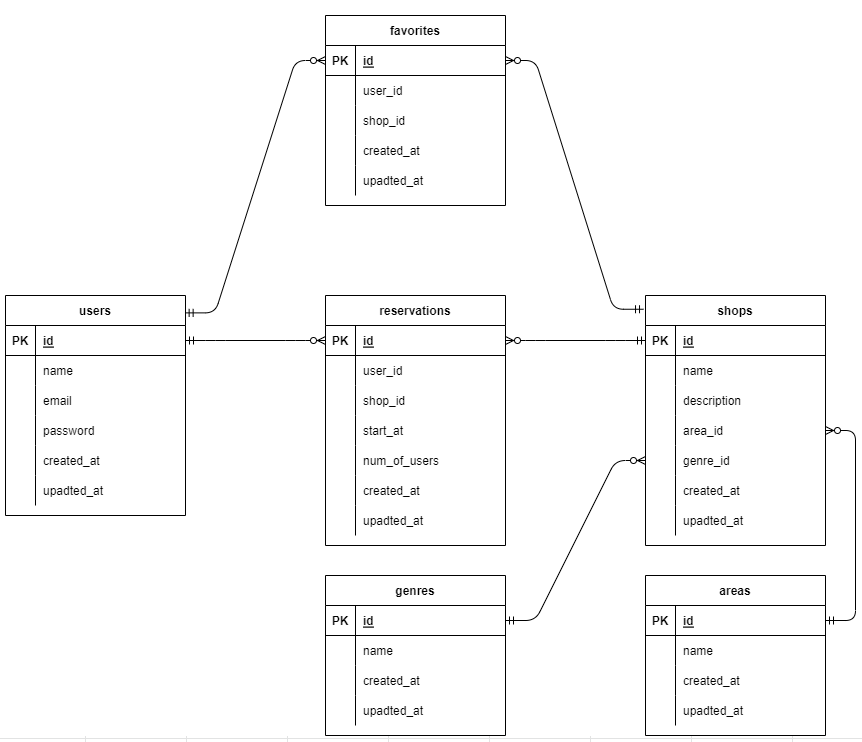 favorites
PK id
user_id
shop_id
created_at
upadted_at
users
PK id
name
email
password
created_at
upadted_at
reservations
PK id
user_id
shop_id
start_at
num_of_users
created_at
upadted_at
shops
PK id
name
description
area_id
genre_id
created_at
upadted_at
genres
PK id
name
created_at
upadted_at
areas
PK id
name
created_at
upadted_at